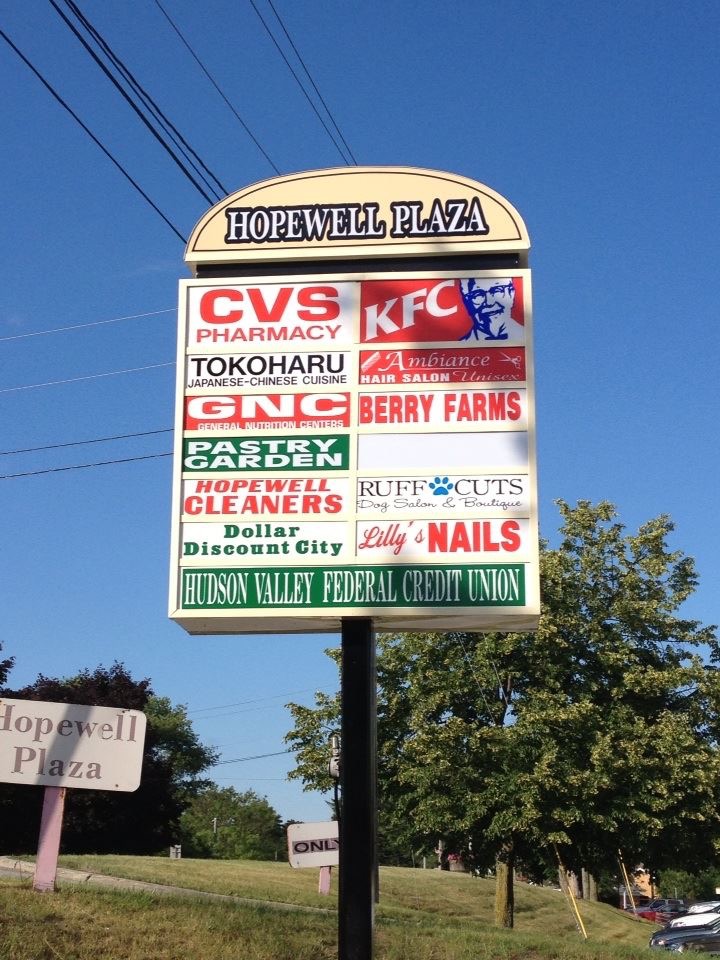 HOPEWELL PLAZA
CVS
PHARMACY
KFC
TOKOHARU
JAPANESE-CHINESE CUISINE
Ambiance
HAIR SALON Unisex
GNC
GENERAL NUTRITION CENTERS
BERRY FARMS
PASTRY
GARDEN
HOPEWELL
CLEANERS
RUFF CUTS
Dog Salon & Boutique
Dollar
Discount City
Lilly's NAILS
HUDSON VALLEY FEDERAL CREDIT UNION
Hopewell
Plaza
ONLY